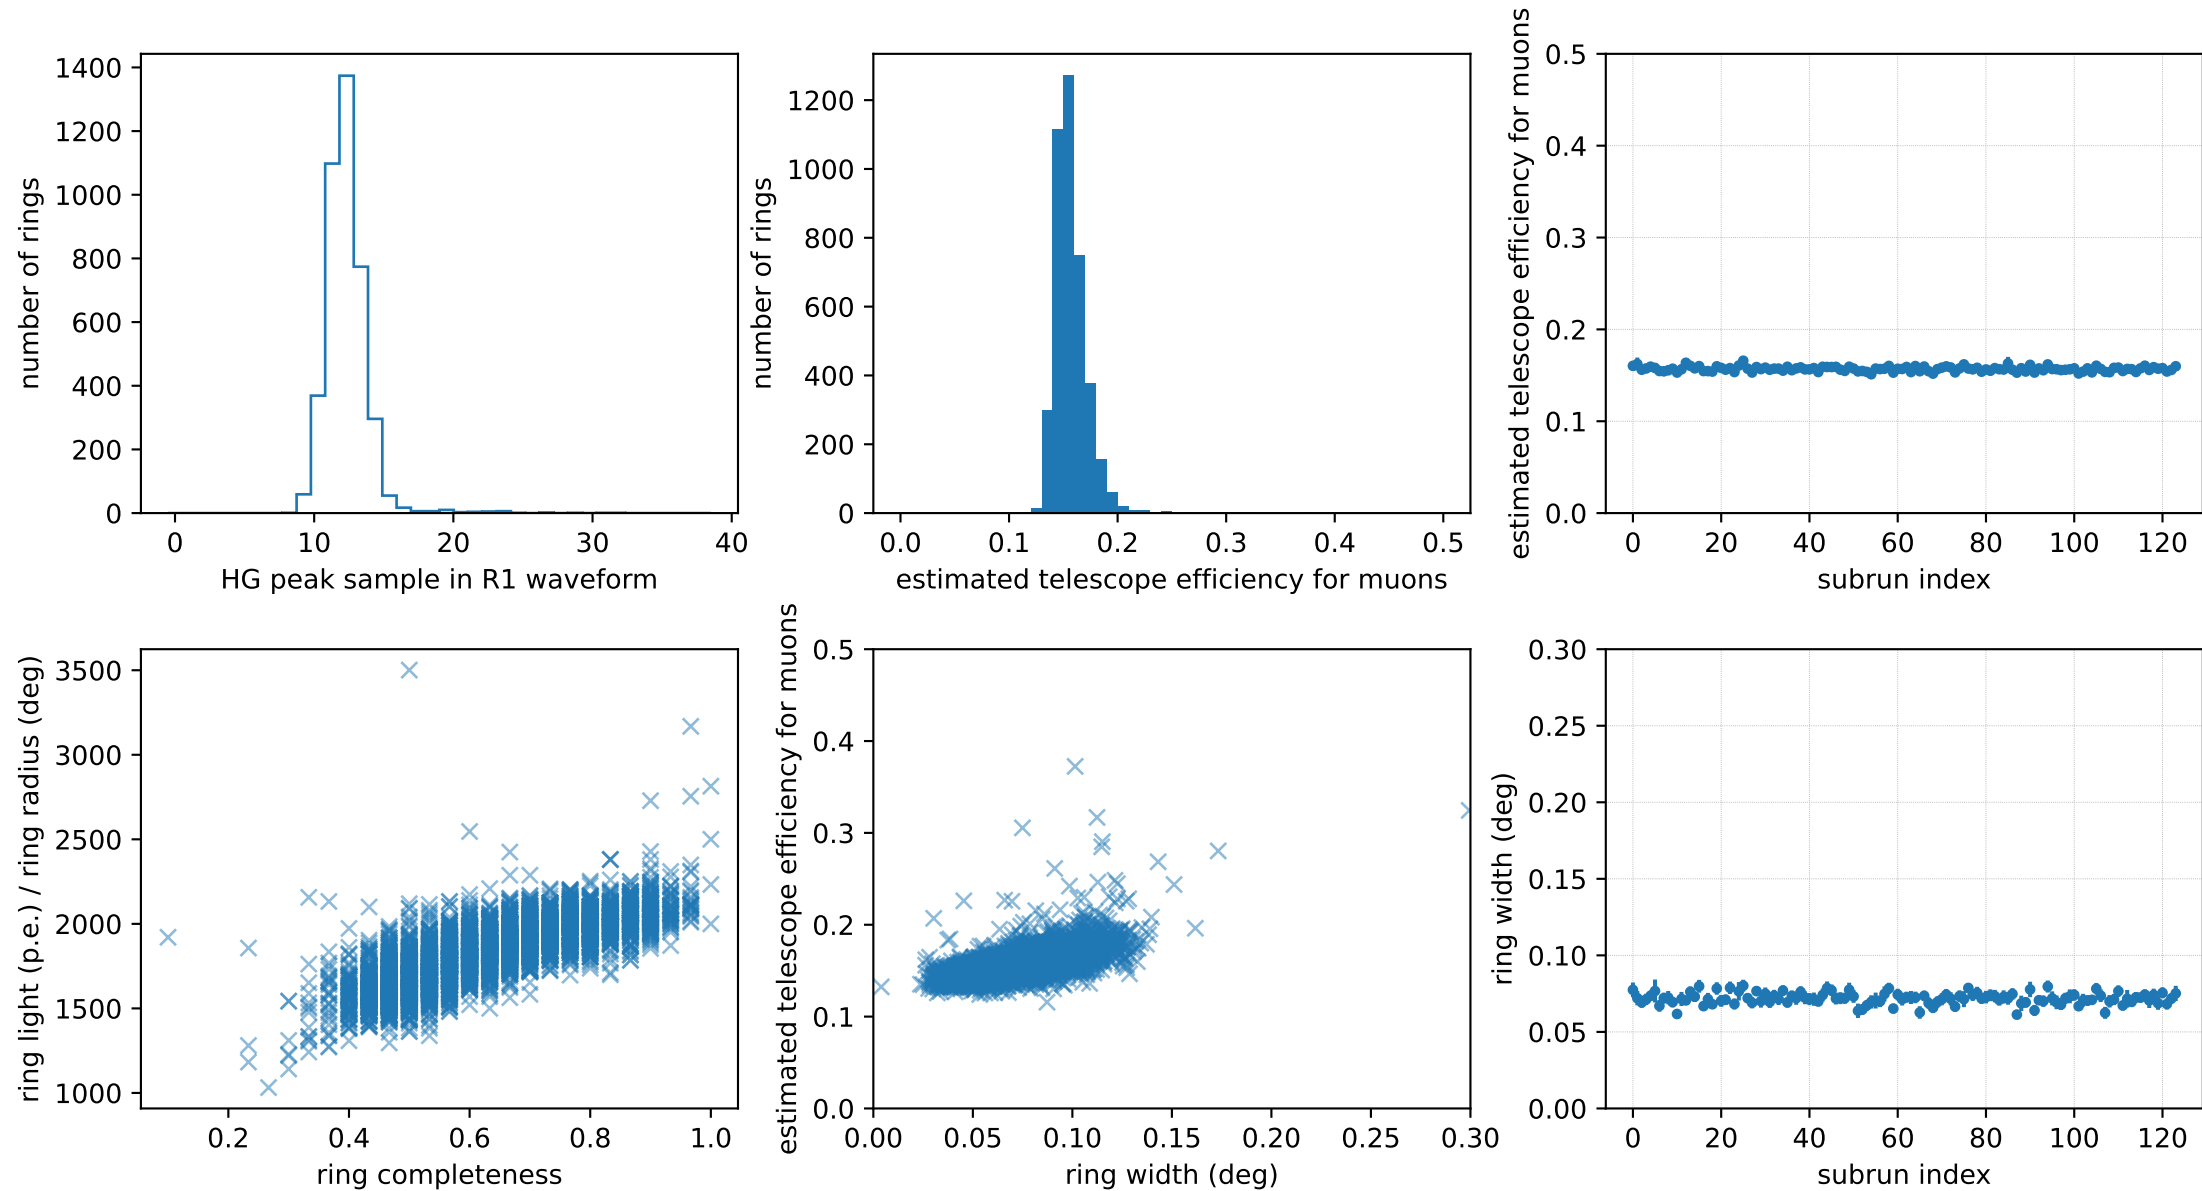 1400
1200
1000
800
600
400
200
0
number of rings
0 10 20 30 40
HG peak sample in R1 waveform
1200
1000
800
600
400
200
0
number of rings
0.0 0.1 0.2 0.3 0.4 0.5
estimated telescope efficiency for muons
0.5
0.4
0.3
0.2
0.1
0.0
estimated telescope efficiency for muons
0 20 40 60 80 100 120
subrun index
3500
3000
2500
2000
1500
1000
ring light (p.e.) / ring radius (deg)
0.2 0.4 0.6 0.8 1.0
ring completeness
0.5
0.4
0.3
0.2
0.1
0.0
estimated telescope efficiency for muons
0.00 0.05 0.10 0.15 0.20 0.25 0.30
ring width (deg)
0.30
0.25
0.20
0.15
0.10
0.05
0.00
ring width (deg)
0 20 40 60 80 100 120
subrun index